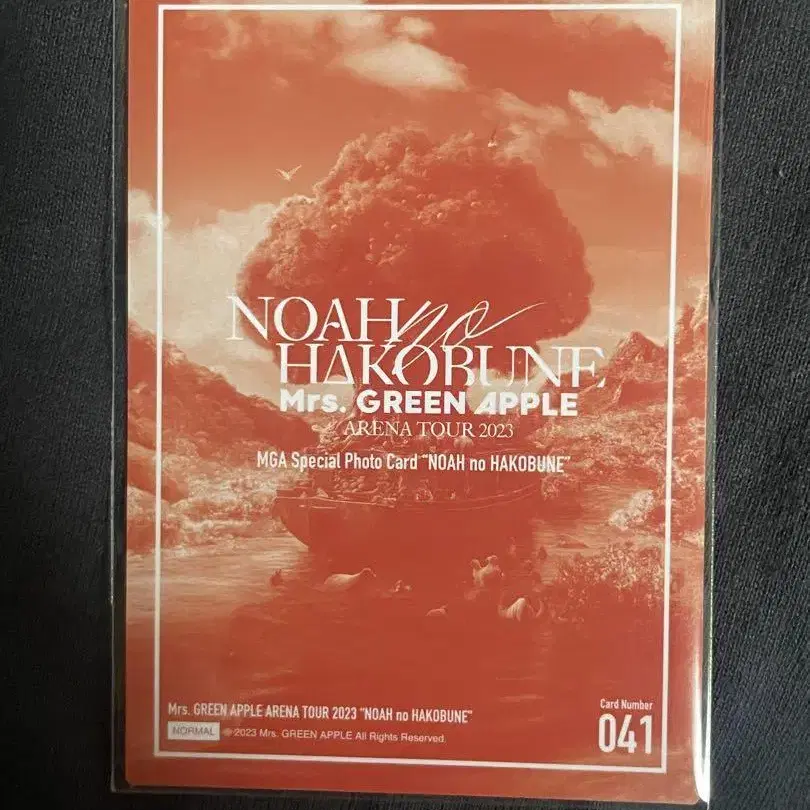 NOAH no
HAKOBUNE
Mrs. GREEN APPLE
ARENA TOUR 2023
MGA Special Photo Card "NOAH no HAKOBUNE"
Mrs. GREEN APPLE ARENA TOUR 2023 "NOAH no HAKOBUNE"
NORMAL ℗© 2023 Mrs. GREEN APPLE All Rights Reserved.
Card Number
041